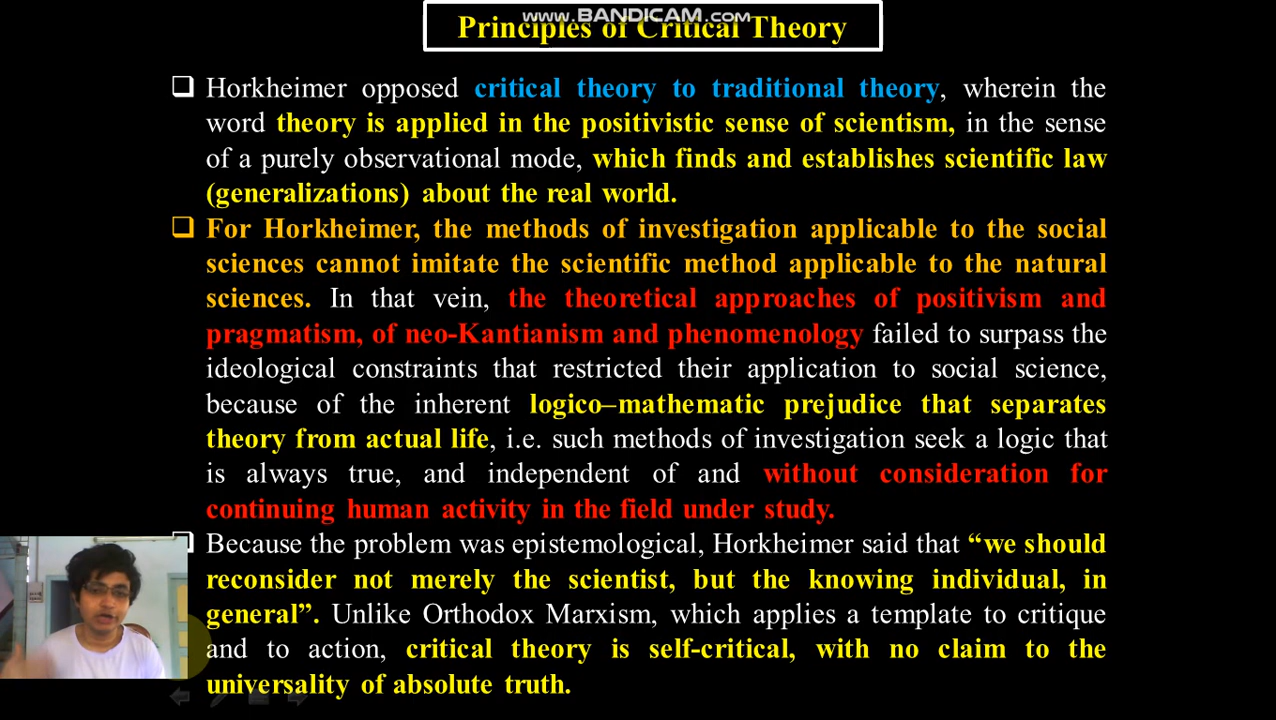 www.BANDICAM.com
Principles of Critical Theory
Horkheimer opposed critical theory to traditional theory, wherein the
word theory is applied in the positivistic sense of scientism, in the sense
of a purely observational mode, which finds and establishes scientific law
(generalizations) about the real world.
For Horkheimer, the methods of investigation applicable to the social
sciences cannot imitate the scientific method applicable to the natural
sciences. In that vein, the theoretical approaches of positivism and
pragmatism, of neo-Kantianism and phenomenology failed to surpass the
ideological constraints that restricted their application to social science,
because of the inherent logico–mathematic prejudice that separates
theory from actual life, i.e. such methods of investigation seek a logic that
is always true, and independent of and without consideration for
continuing human activity in the field under study.
Because the problem was epistemological, Horkheimer said that “we should
reconsider not merely the scientist, but the knowing individual, in
general”. Unlike Orthodox Marxism, which applies a template to critique
and to action, critical theory is self-critical, with no claim to the
universality of absolute truth.